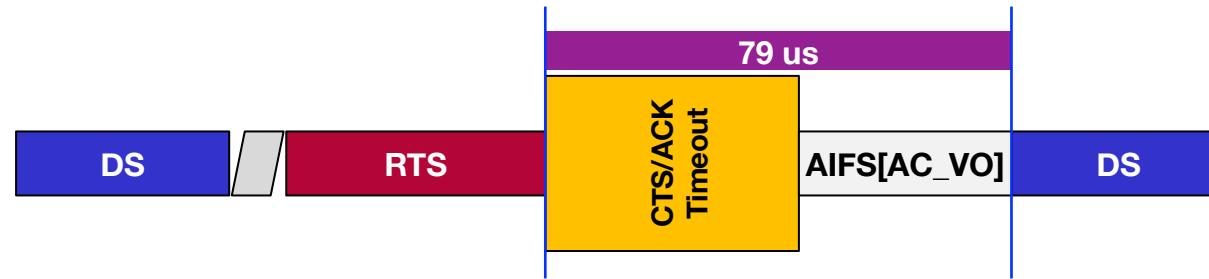 79 us
DS
RTS
CTS/ACK
Timeout
AIFS[AC_VO]
DS